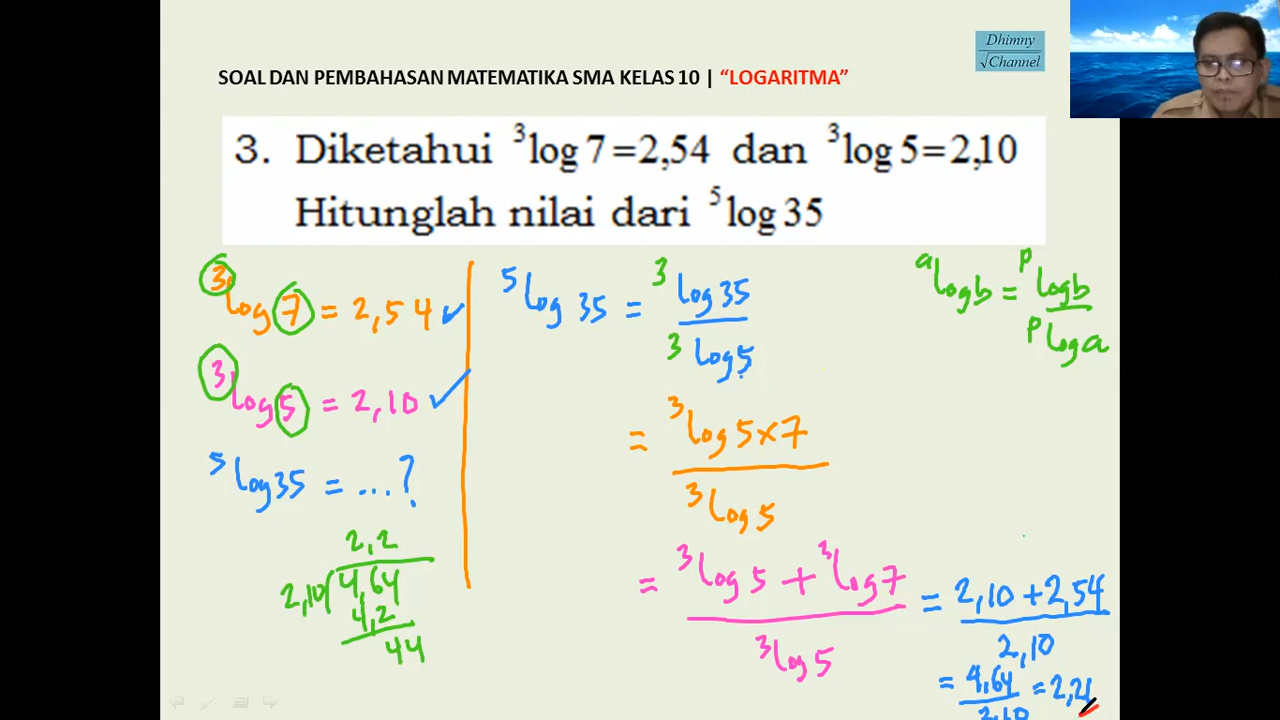 Dhimny
√Channel
SOAL DAN PEMBAHASAN MATEMATIKA SMA KELAS 10 | “LOGARITMA”
3. Diketahui ³log 7=2,54 dan ³log 5=2,10
Hitunglah nilai dari ⁵log 35
³log 7 = 2,54 ✓
³log 5 = 2,10 ✓
⁵log 35 = ...?
2,2
2,10 4,64
4,2
44
⁵log 35 = ³log 35
³log 5
= ³log 5×7
³log 5
= ³log 5 + ³log 7
³log 5
= 2,10 + 2,54
2,10
= 4,64 = 2,2
2,10
ᵃlog b = ᵖlog b
ᵖlog a